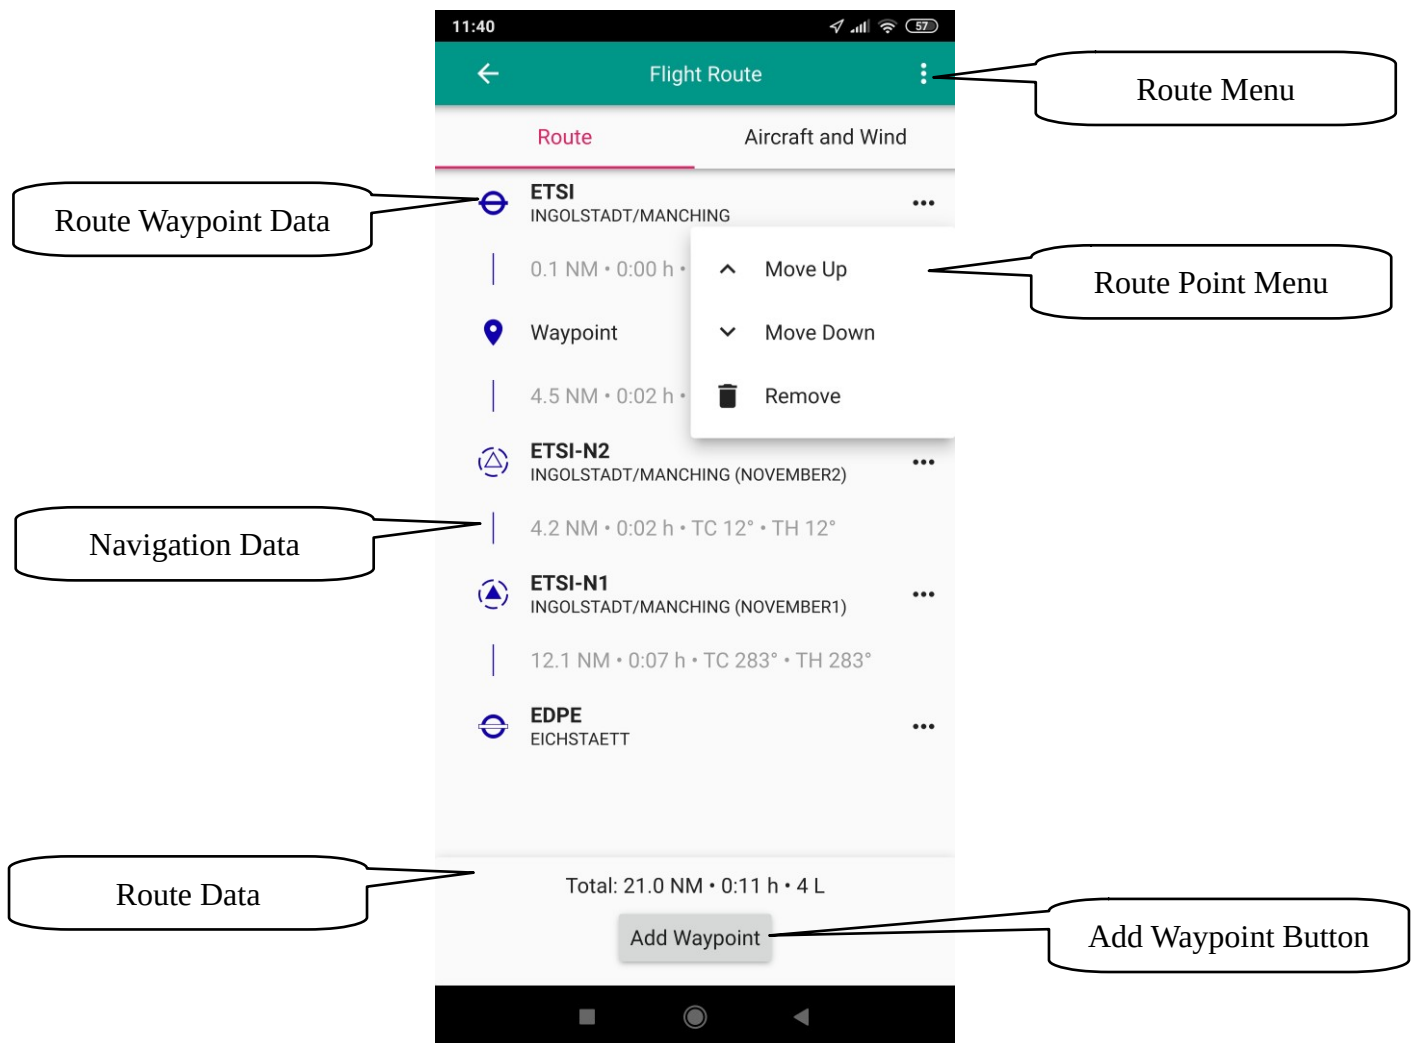 11:40
57
Flight Route
Route Menu
Route
Aircraft and Wind
Route Waypoint Data
ETSI
INGOLSTADT/MANCHING
0.1 NM • 0:00 h •
Move Up
Route Point Menu
Waypoint
Move Down
4.5 NM • 0:02 h •
Remove
ETSI-N2
INGOLSTADT/MANCHING (NOVEMBER2)
Navigation Data
4.2 NM • 0:02 h • TC 12° • TH 12°
ETSI-N1
INGOLSTADT/MANCHING (NOVEMBER1)
12.1 NM • 0:07 h • TC 283° • TH 283°
EDPE
EICHSTAETT
Route Data
Total: 21.0 NM • 0:11 h • 4 L
Add Waypoint
Add Waypoint Button